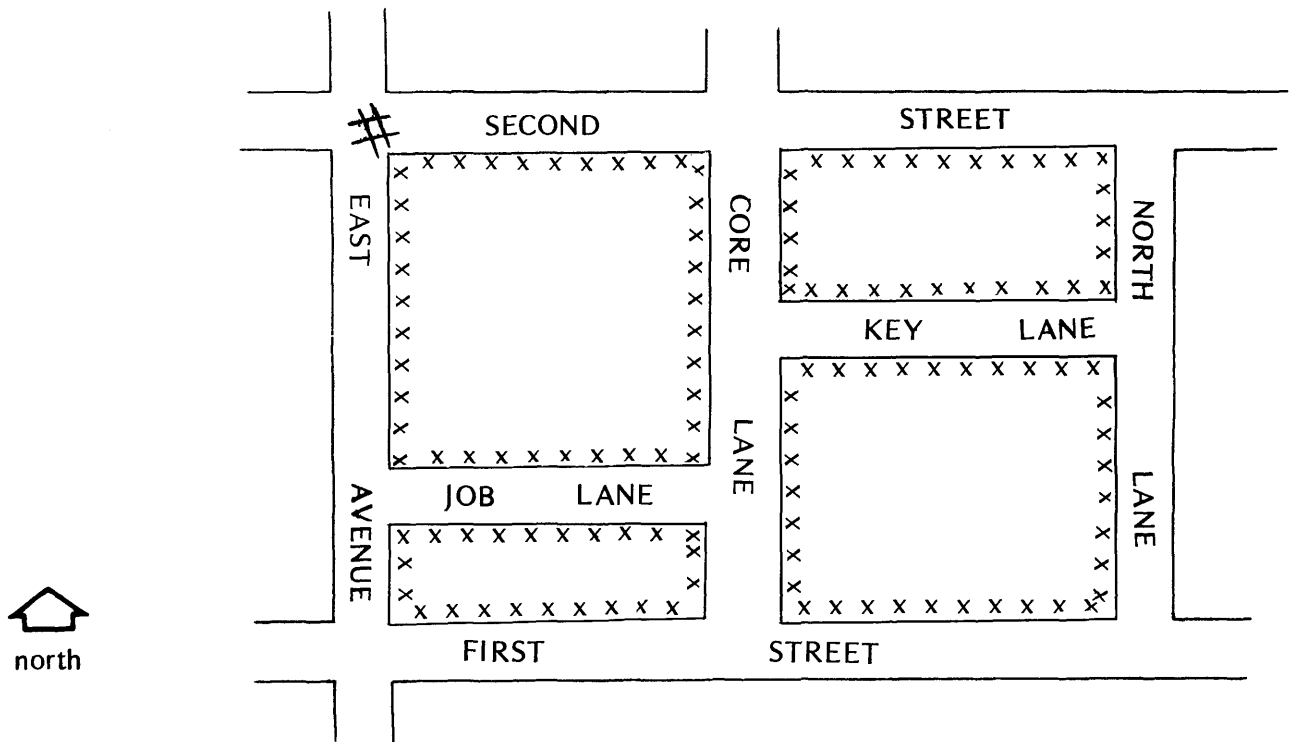 #
SECOND STREET
EAST AVENUE
CORE LANE
NORTH LANE
KEY LANE
JOB LANE
FIRST STREET
north